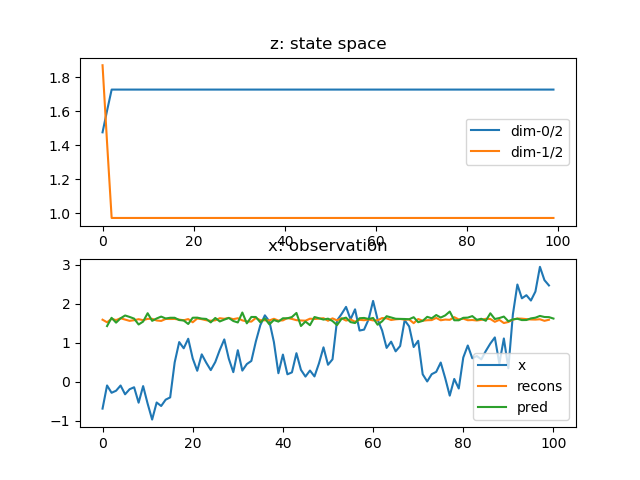 z: state space
1.8
1.6
1.4
1.2
1.0
dim-0/2
dim-1/2
0 20 40 60 80 100
x: observation
3
2
1
0
−1
x
recons
pred
0 20 40 60 80 100